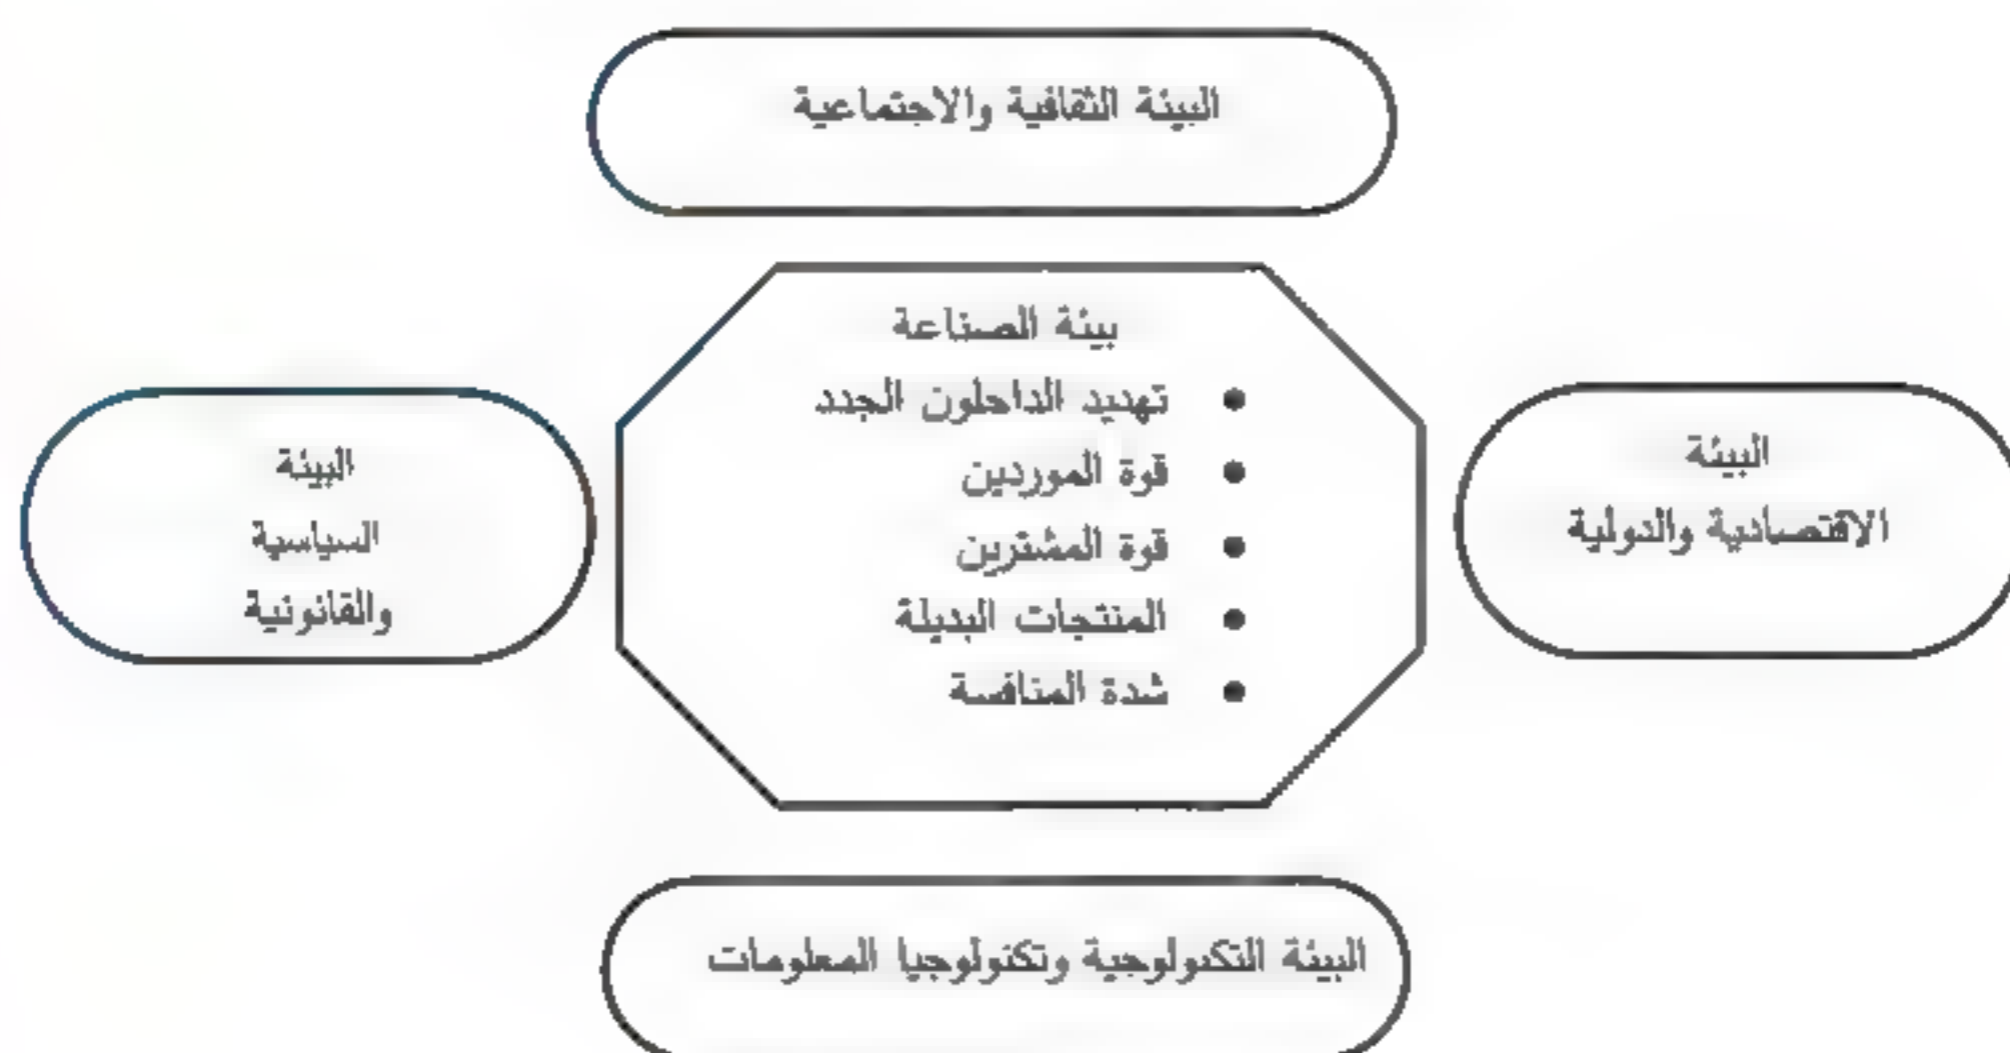 البيئة الثقافية والاجتماعية
بيئة الصناعة
• تهديد الداخلون الجدد
• قوة الموردين
• قوة المشترين
• المنتجات البديلة
• شدة المنافسة
البيئة
الاقتصادية والدولية
البيئة
السياسية
والقانونية
البيئة التكنولوجية وتكنولوجيا المعلومات